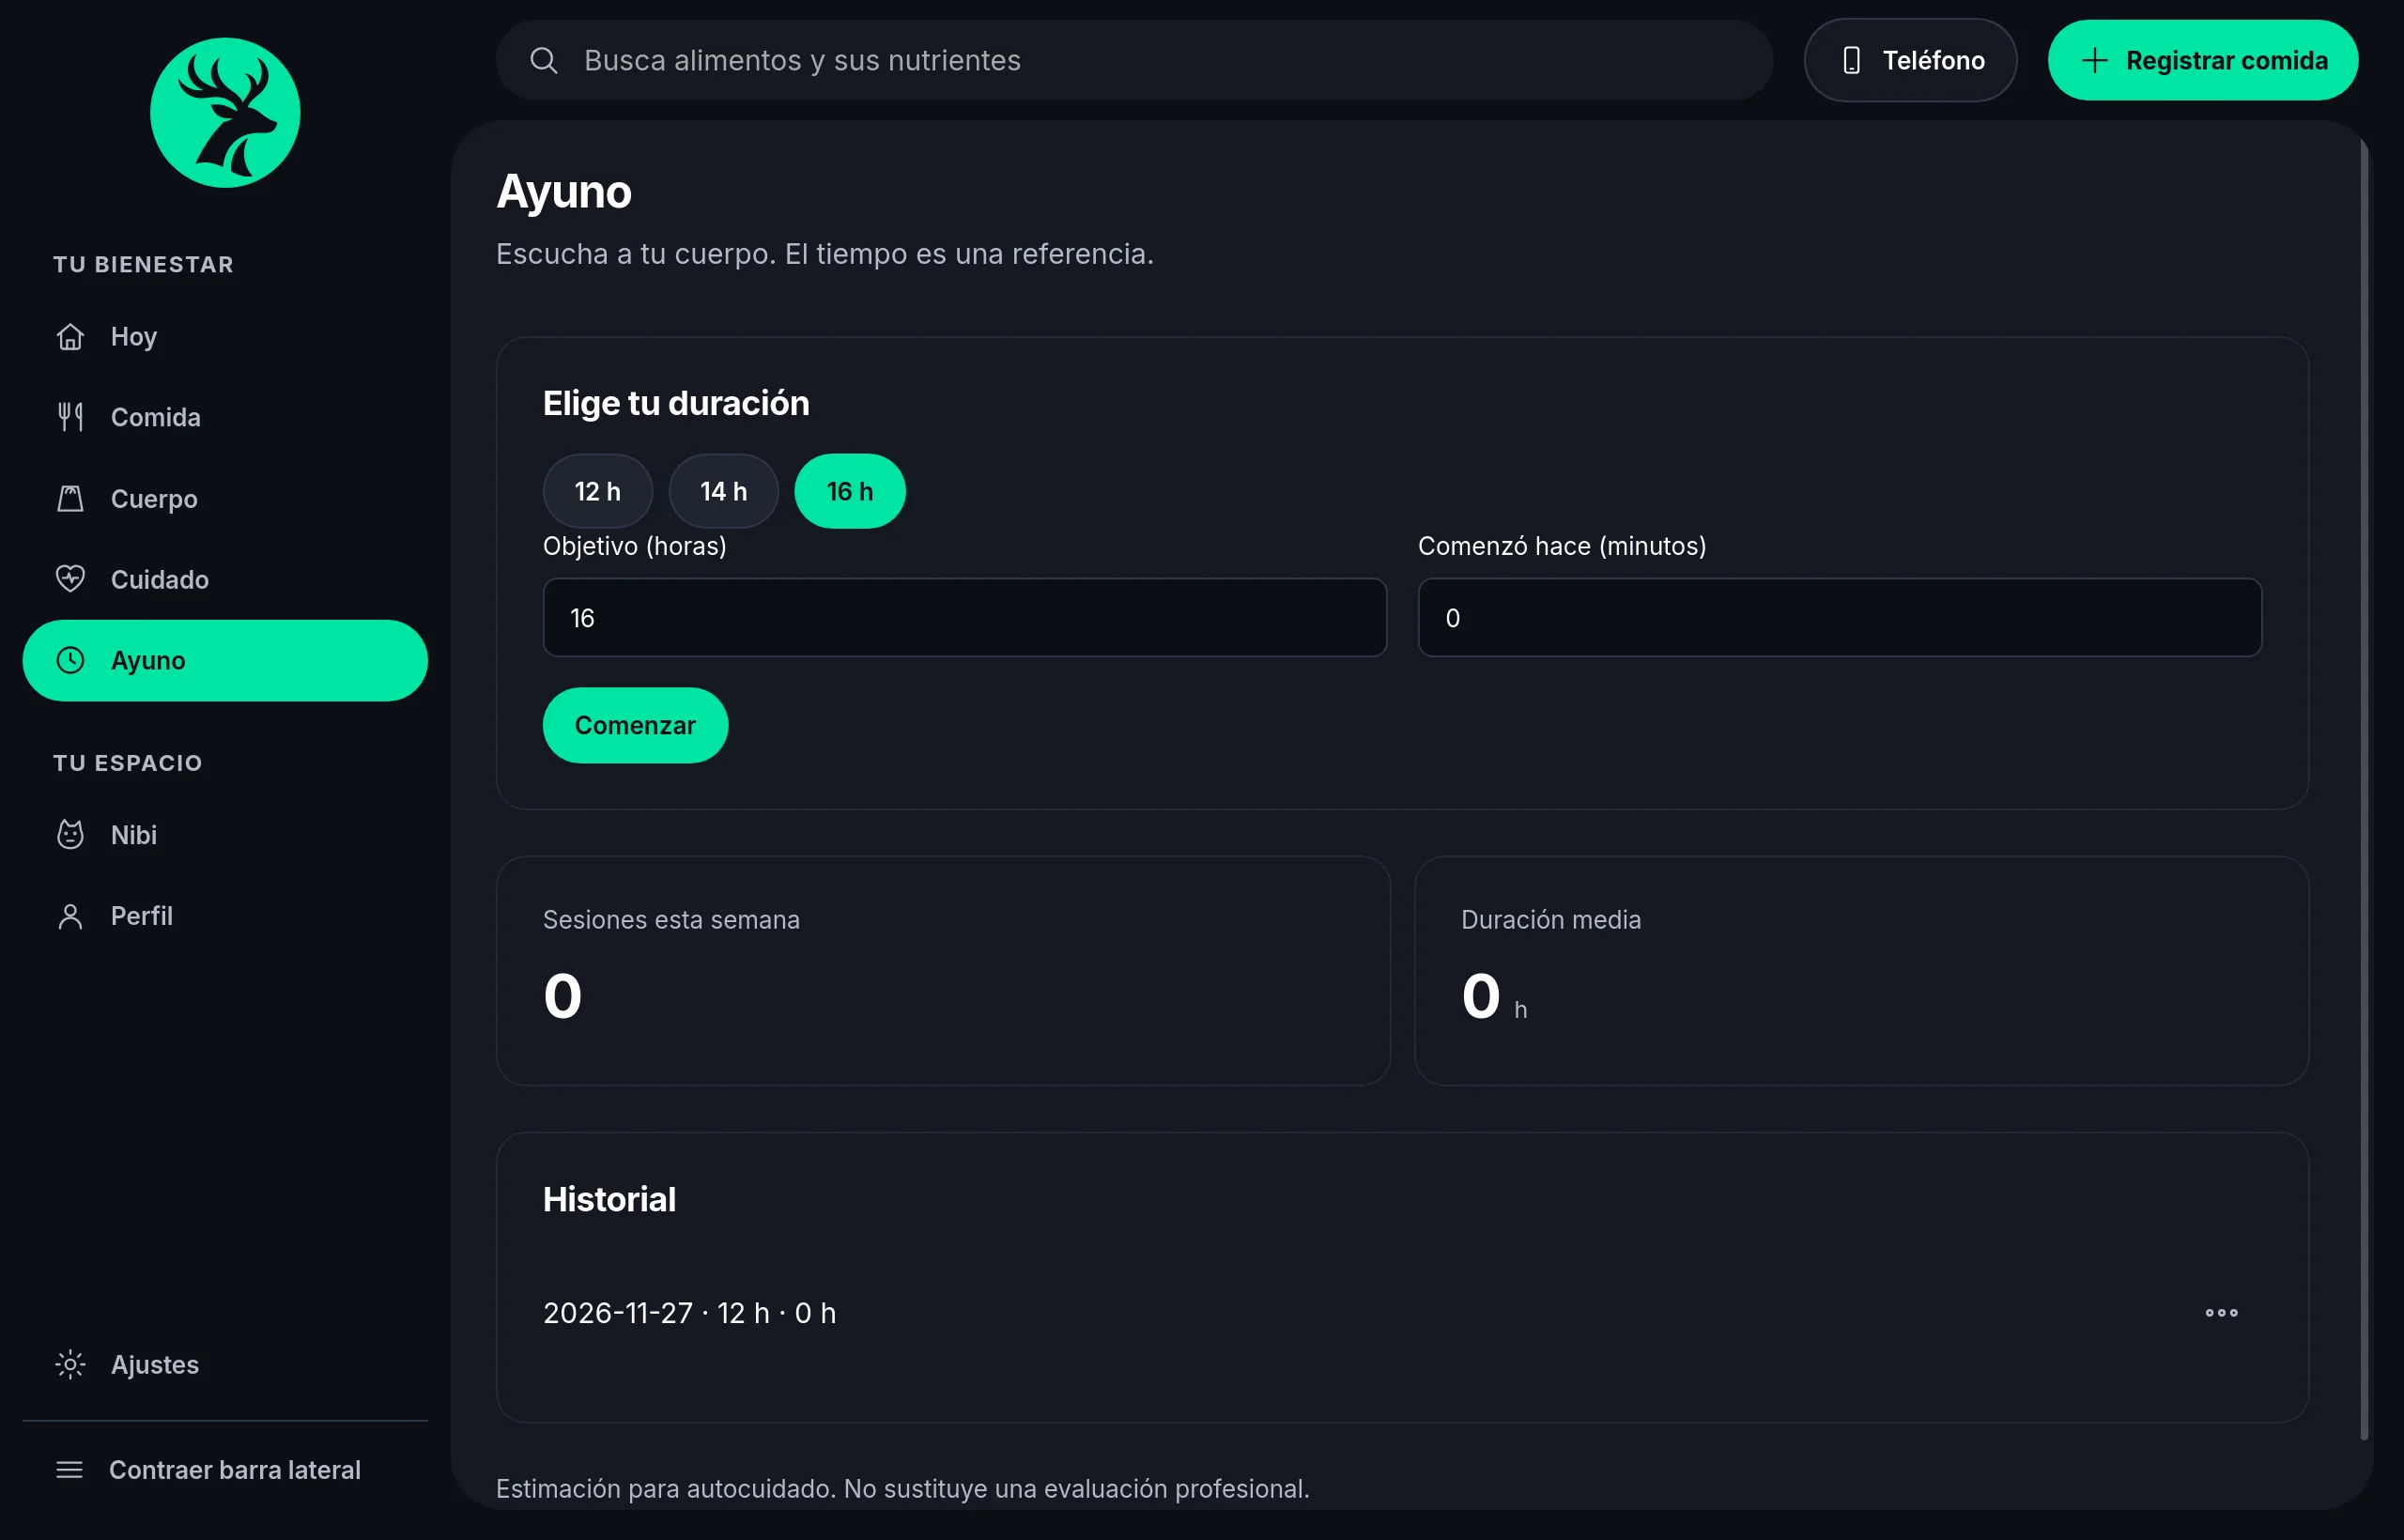 Busca alimentos y sus nutrientes
Teléfono
Registrar comida
TU BIENESTAR
Hoy
Comida
Cuerpo
Cuidado
Ayuno
TU ESPACIO
Nibi
Perfil
Ajustes
Contraer barra lateral
Ayuno
Escucha a tu cuerpo. El tiempo es una referencia.
Elige tu duración
12 h 14 h 16 h
Objetivo (horas) Comenzó hace (minutos)
16 0
Comenzar
Sesiones esta semana
0
Duración media
0 h
Historial
2026-11-27 · 12 h · 0 h
Estimación para autocuidado. No sustituye una evaluación profesional.